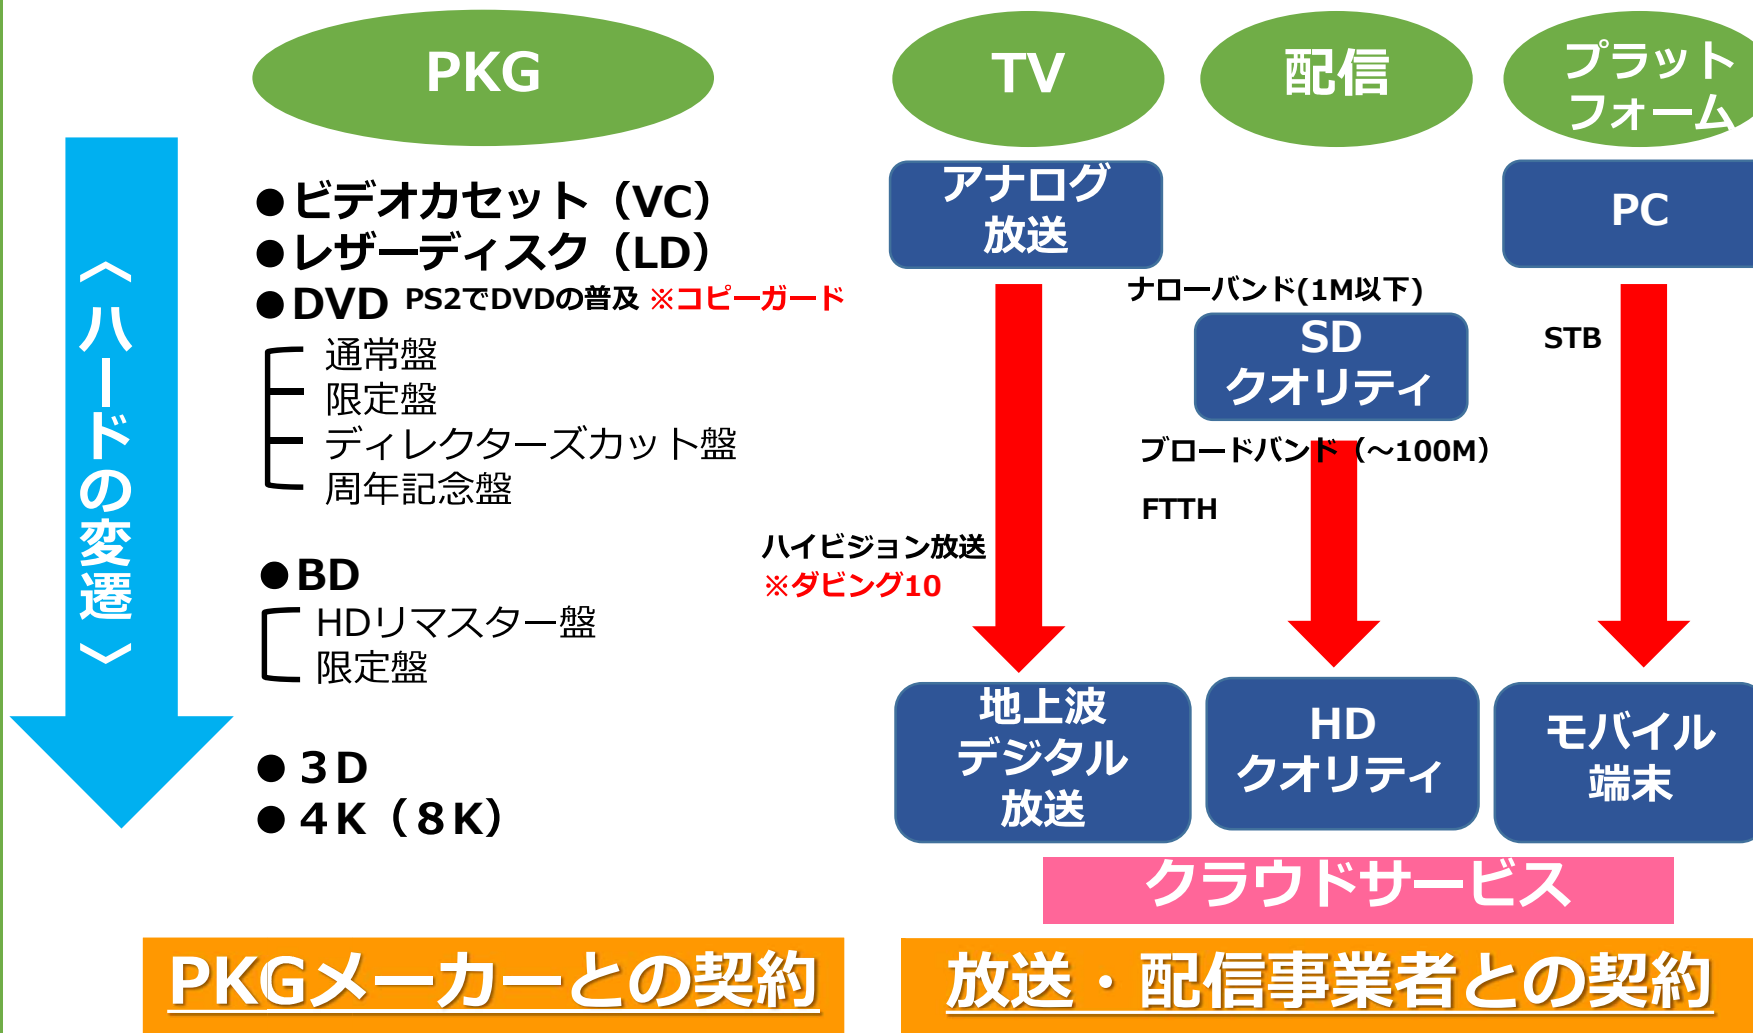 PKG
TV
配信
プラット
フォーム
〈 ハードの変遷 〉
●ビデオカセット（VC）
●レザーディスク（LD）
●DVD PS2でDVDの普及 ※コピーガード
通常盤
限定盤
ディレクターズカット盤
周年記念盤
●BD
HDリマスター盤
限定盤
●３D
●４K（８K）
アナログ
放送
ハイビジョン放送
※ダビング10
地上波
デジタル
放送
ナローバンド(1M以下)
SD
クオリティ
ブロードバンド（～100M）
FTTH
HD
クオリティ
PC
STB
モバイル
端末
クラウドサービス
PKGメーカーとの契約
放送・配信事業者との契約